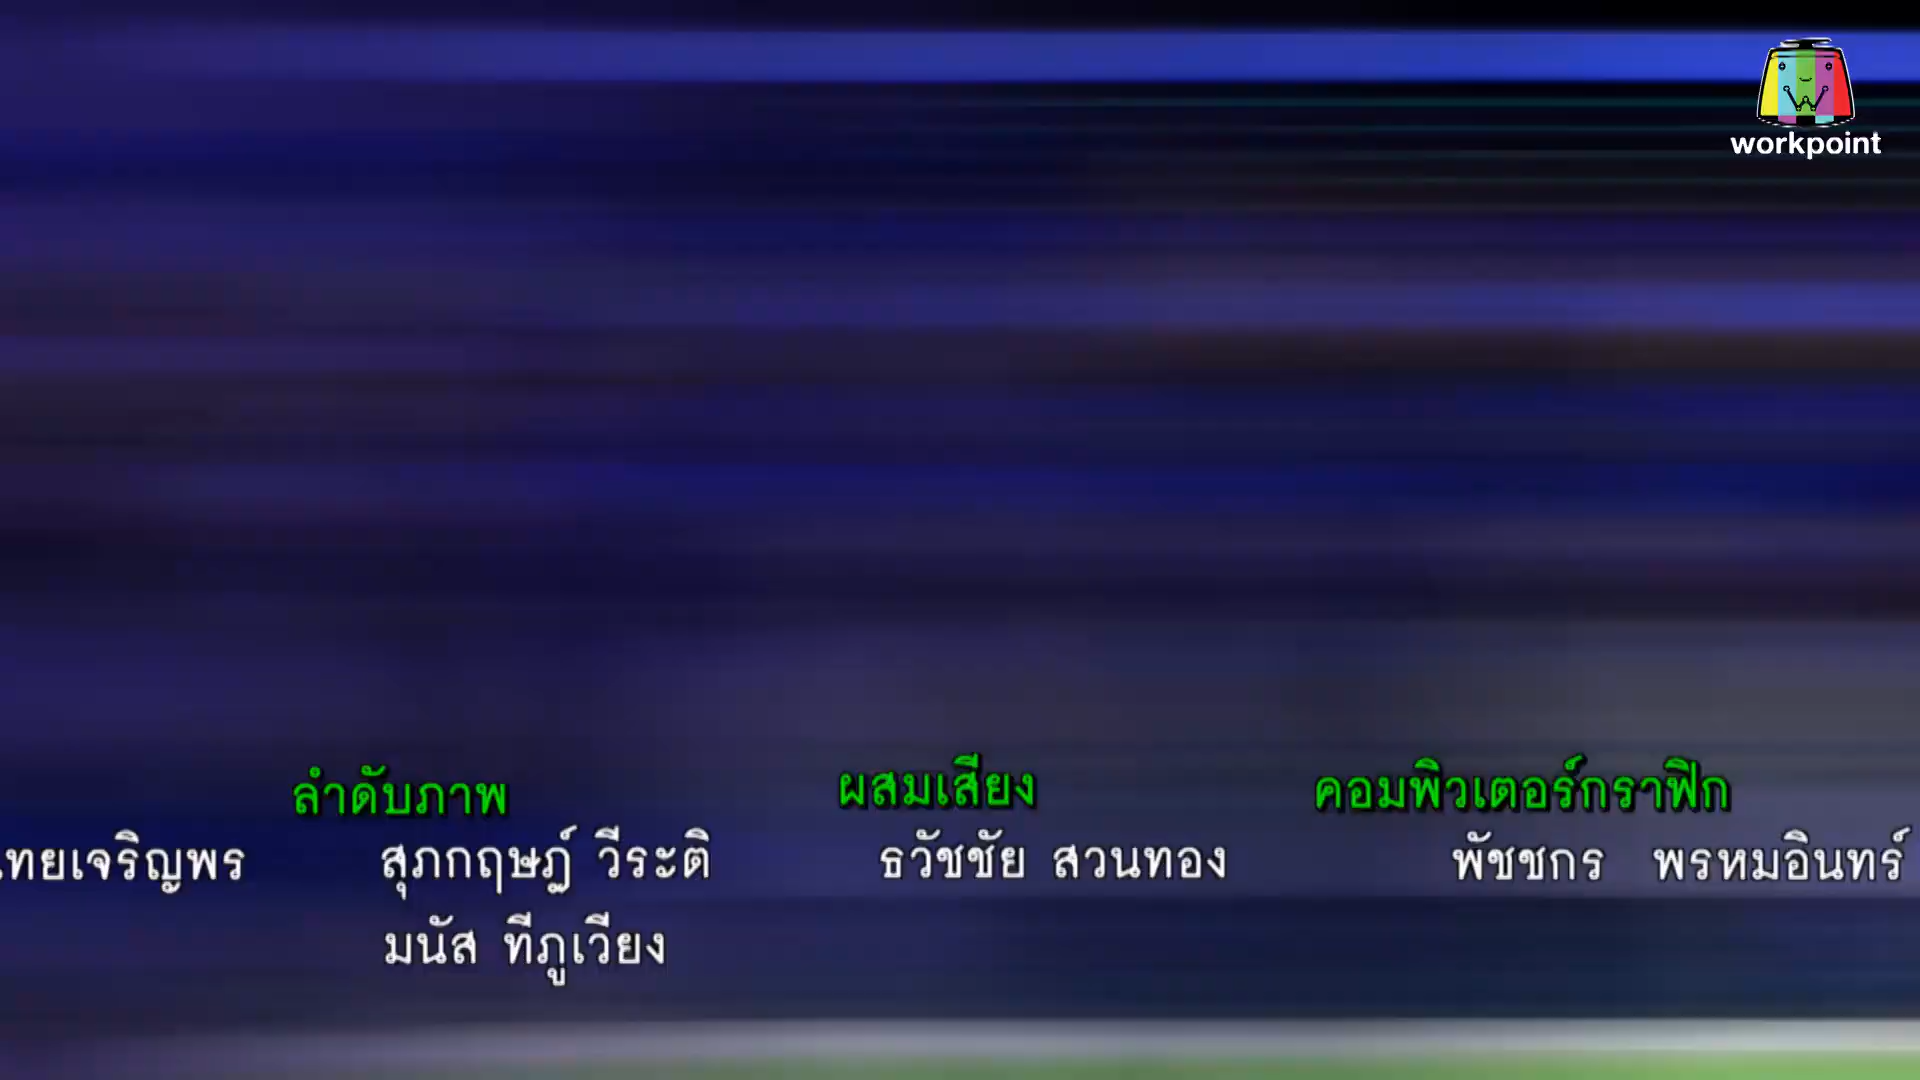 workpoint
ลำดับภาพ
ผสมเสียง
คอมพิวเตอร์กราฟิก
สุภกฤษฎ์ วีระติ
ธวัชชัย สวนทอง
พัชชกร พรหมอินทร์
มนัส ทีภูเวียง